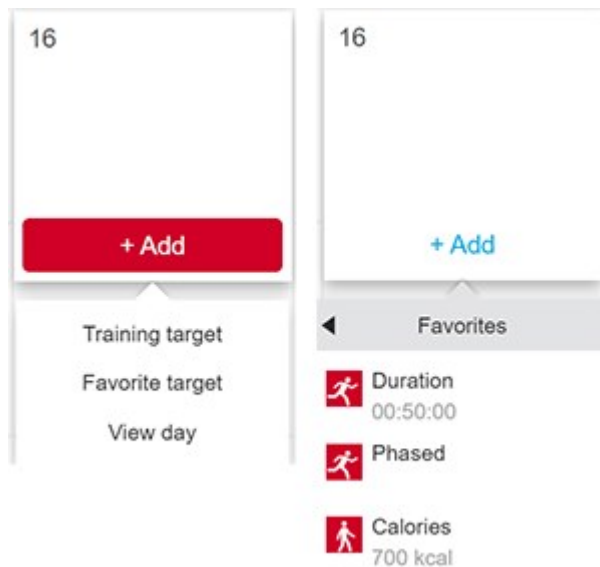 16
+ Add
Training target
Favorite target
View day
16
+ Add
Favorites
Duration
00:50:00
Phased
Calories
700 kcal